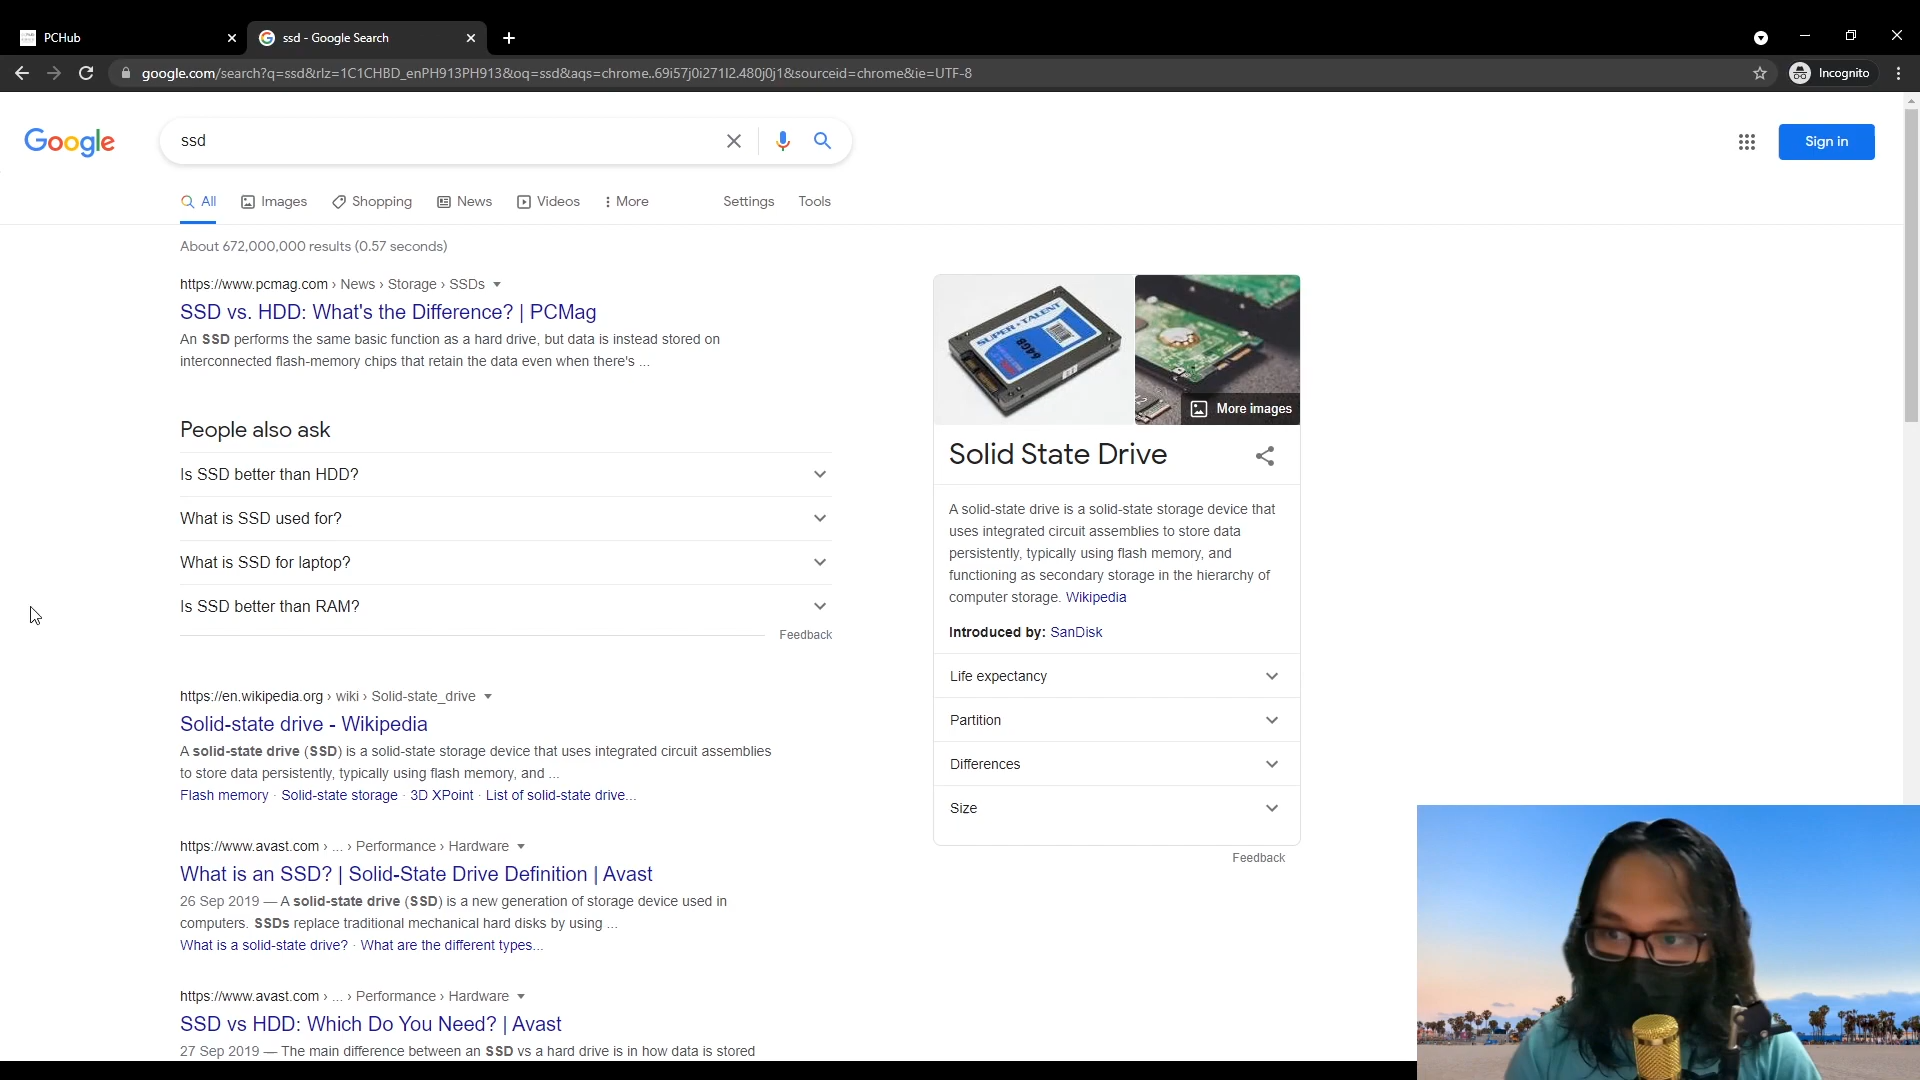 PCHub
ssd - Google Search
google.com/search?q=ssd&rlz=1C1CHBD_enPH913PH913&oq=ssd&aqs=chrome..69i57j0i271l2.480j0j1&sourceid=chrome&ie=UTF-8
Incognito
Google
ssd
Sign in
All
Images
Shopping
News
Videos
More
Settings
Tools
About 672,000,000 results (0.57 seconds)
https://www.pcmag.com › News › Storage › SSDs
SSD vs. HDD: What's the Difference? | PCMag
An SSD performs the same basic function as a hard drive, but data is instead stored on
interconnected flash-memory chips that retain the data even when there's ...
People also ask
Is SSD better than HDD?
What is SSD used for?
What is SSD for laptop?
Is SSD better than RAM?
Feedback
https://en.wikipedia.org › wiki › Solid-state_drive
Solid-state drive - Wikipedia
A solid-state drive (SSD) is a solid-state storage device that uses integrated circuit assemblies
to store data persistently, typically using flash memory, and ...
Flash memory · Solid-state storage · 3D XPoint · List of solid-state drive...
https://www.avast.com › ... › Performance › Hardware
What is an SSD? | Solid-State Drive Definition | Avast
26 Sep 2019 — A solid-state drive (SSD) is a new generation of storage device used in
computers. SSDs replace traditional mechanical hard disks by using ...
What is a solid-state drive? · What are the different types...
https://www.avast.com › ... › Performance › Hardware
SSD vs HDD: Which Do You Need? | Avast
27 Sep 2019 — The main difference between an SSD vs a hard drive is in how data is stored
SUPER★TALENT
64GB
More images
Solid State Drive
A solid-state drive is a solid-state storage device that
uses integrated circuit assemblies to store data
persistently, typically using flash memory, and
functioning as secondary storage in the hierarchy of
computer storage. Wikipedia
Introduced by: SanDisk
Life expectancy
Partition
Differences
Size
Feedback